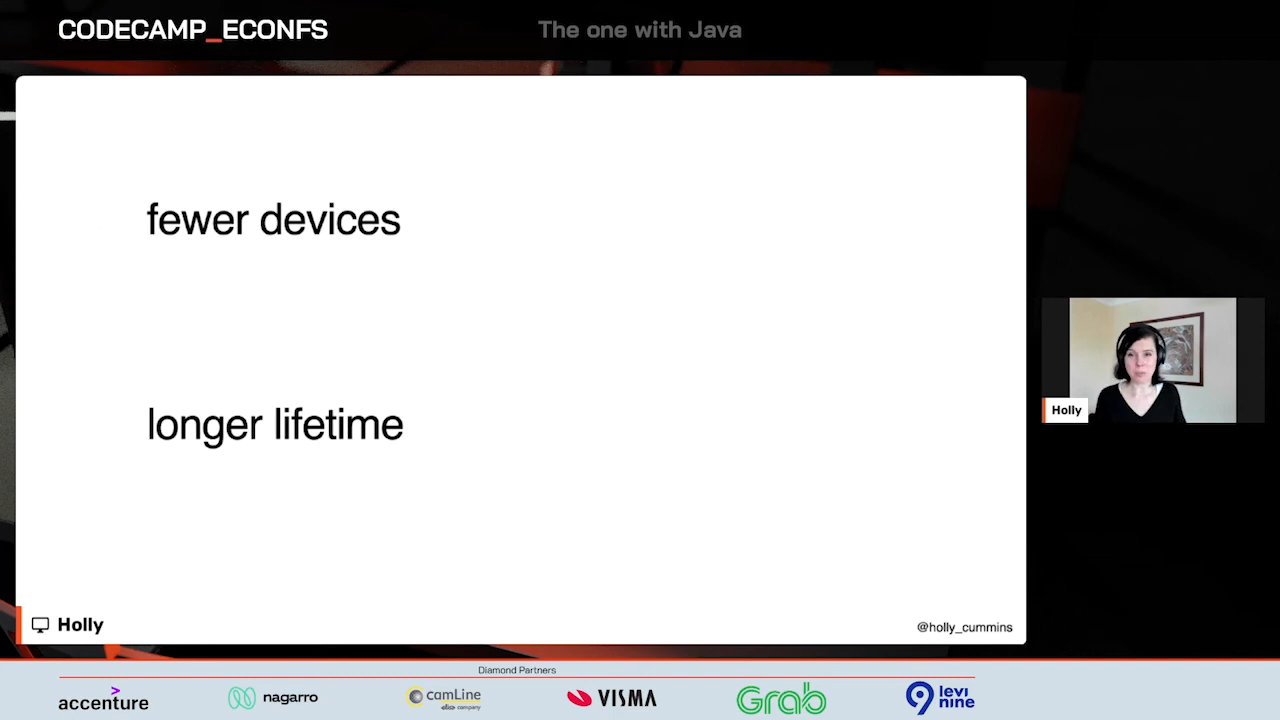 CODECAMP_ECONFS
The one with Java
fewer devices
longer lifetime
Holly
Holly
@holly_cummins
Diamond Partners
accenture
nagarro
camLine
elisa company
VISMA
Grab
levi
nine